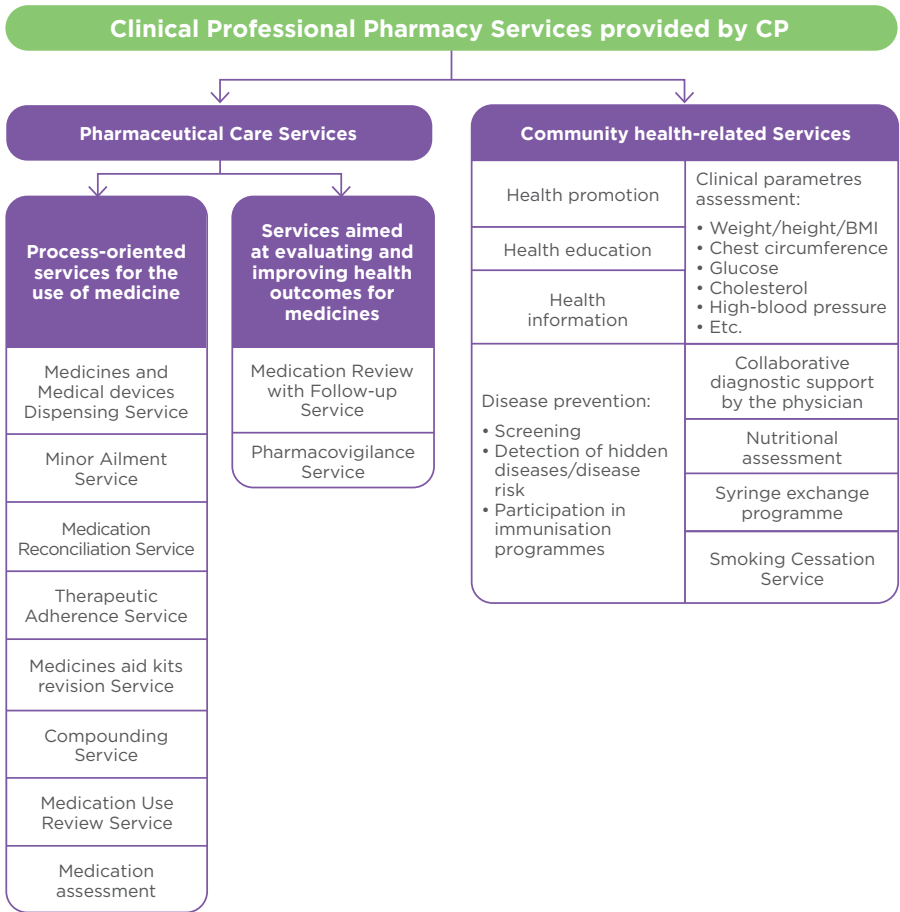 Clinical Professional Pharmacy Services provided by CP
Pharmaceutical Care Services
Process-oriented
services for the
use of medicine
Medicines and
Medical devices
Dispensing Service
Minor Ailment
Service
Medication
Reconciliation Service
Therapeutic
Adherence Service
Medicines aid kits
revision Service
Compounding
Service
Medication Use
Review Service
Medication
assessment
Services aimed
at evaluating and
improving health
outcomes for
medicines
Medication Review
with Follow-up
Service
Pharmacovigilance
Service
Community health-related Services
Health promotion
Health education
Health
information
Disease prevention:
• Screening
• Detection of hidden
diseases/disease
risk
• Participation in
immunisation
programmes
Clinical parametres
assessment:
• Weight/height/BMI
• Chest circumference
• Glucose
• Cholesterol
• High-blood pressure
• Etc.
Collaborative
diagnostic support
by the physician
Nutritional
assessment
Syringe exchange
programme
Smoking Cessation
Service